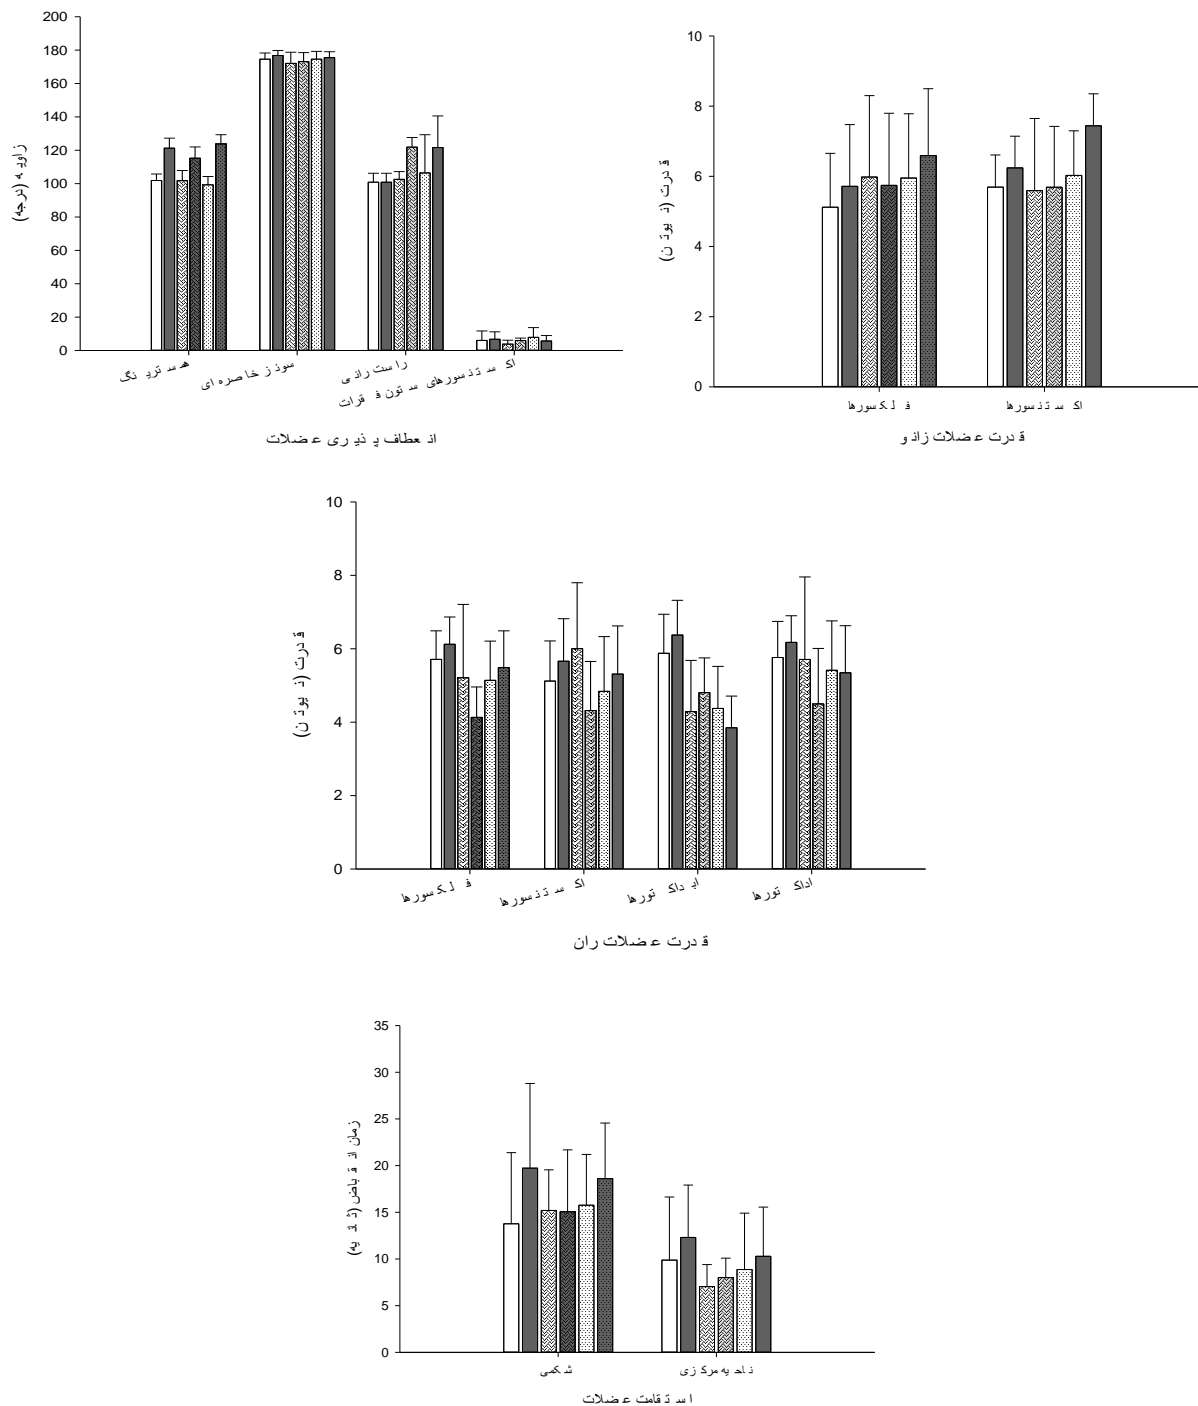 200
180
160
140
120
100
80
60
40
20
0
زاویه (درجه)
همسترینگ
سوئز خاصره ای
راست رانی
اکستنسورهای ستون فقرات
انعطاف پذیری عضلات
10
8
6
4
2
0
قدرت (نیوتن)
فلکسورها
اکستنسورها
قدرت عضلات زانو
10
8
6
4
2
0
قدرت (نیوتن)
فلکسورها
اکستنسورها
ابداکتورها
اداکتورها
قدرت عضلات ران
35
30
25
20
15
10
5
0
زمان انقباض (ثانیه)
شکمی
ناحیه مرکزی
استقامت عضلات